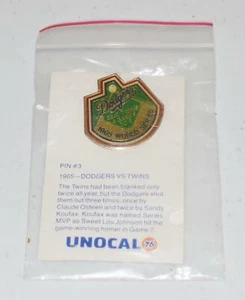 Dodgers
1965 WORLD SERIES
PIN #3
1965—DODGERS VS TWINS
The Twins had been blanked only
twice all year, but the Dodgers shut
them out three times, once by
Claude Osteen and twice by Sandy
Koufax. Koufax was named Series
MVP as Sweet Lou Johnson hit the
game-winning homer in Game 7.
UNOCAL 76